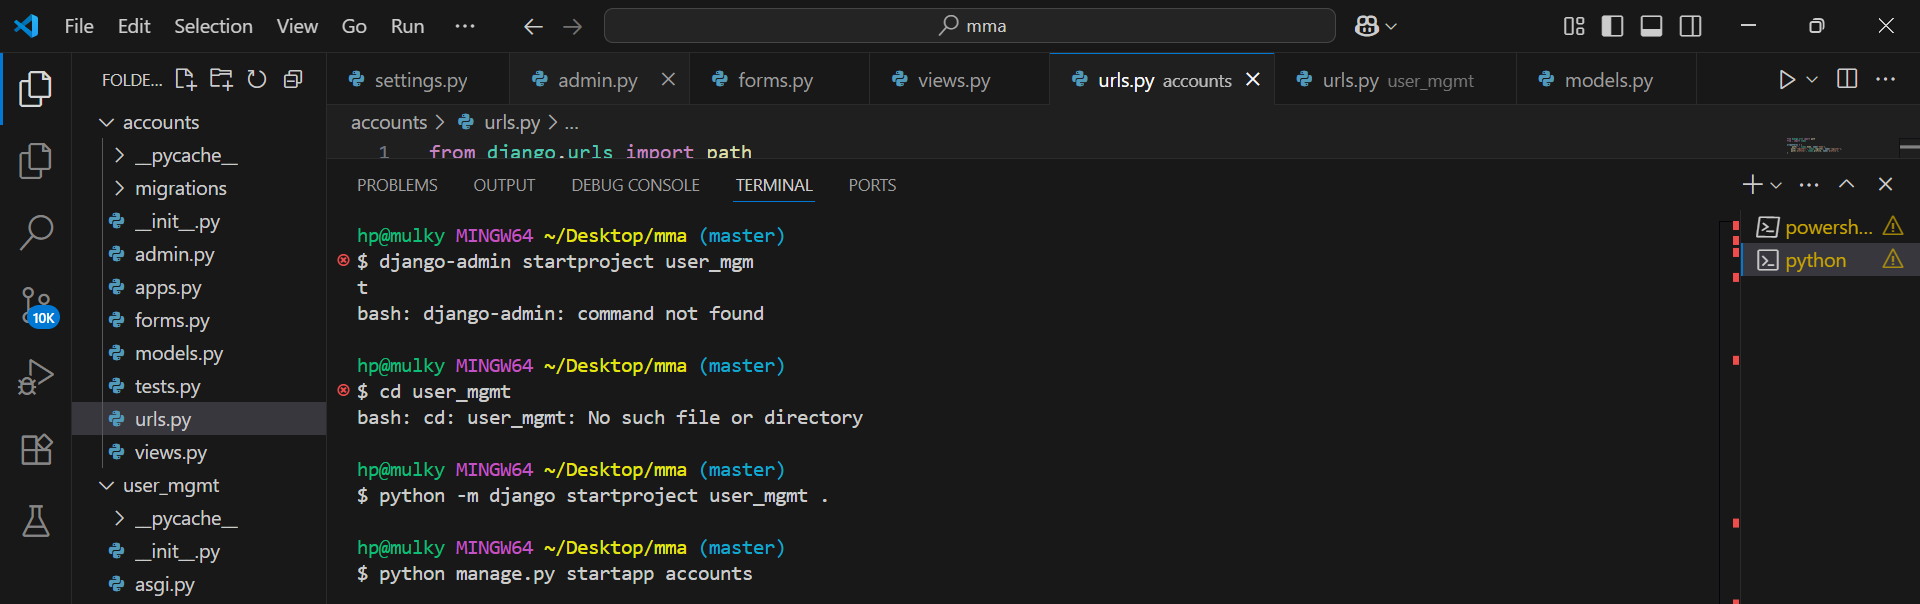 File Edit Selection View Go Run ··· mma
FOLDE... settings.py admin.py forms.py views.py urls.py accounts urls.py user_mgmt models.py
accounts
__pycache__
migrations
__init__.py
admin.py
apps.py
forms.py
models.py
tests.py
urls.py
views.py
user_mgmt
__pycache__
__init__.py
asgi.py
10K
accounts > urls.py > ...
1 from django.urls import path
PROBLEMS OUTPUT DEBUG CONSOLE TERMINAL PORTS
hp@mulky MINGW64 ~/Desktop/mma (master)
$ django-admin startproject user_mgm
t
bash: django-admin: command not found
hp@mulky MINGW64 ~/Desktop/mma (master)
$ cd user_mgmt
bash: cd: user_mgmt: No such file or directory
hp@mulky MINGW64 ~/Desktop/mma (master)
$ python -m django startproject user_mgmt .
hp@mulky MINGW64 ~/Desktop/mma (master)
$ python manage.py startapp accounts
powersh...
python